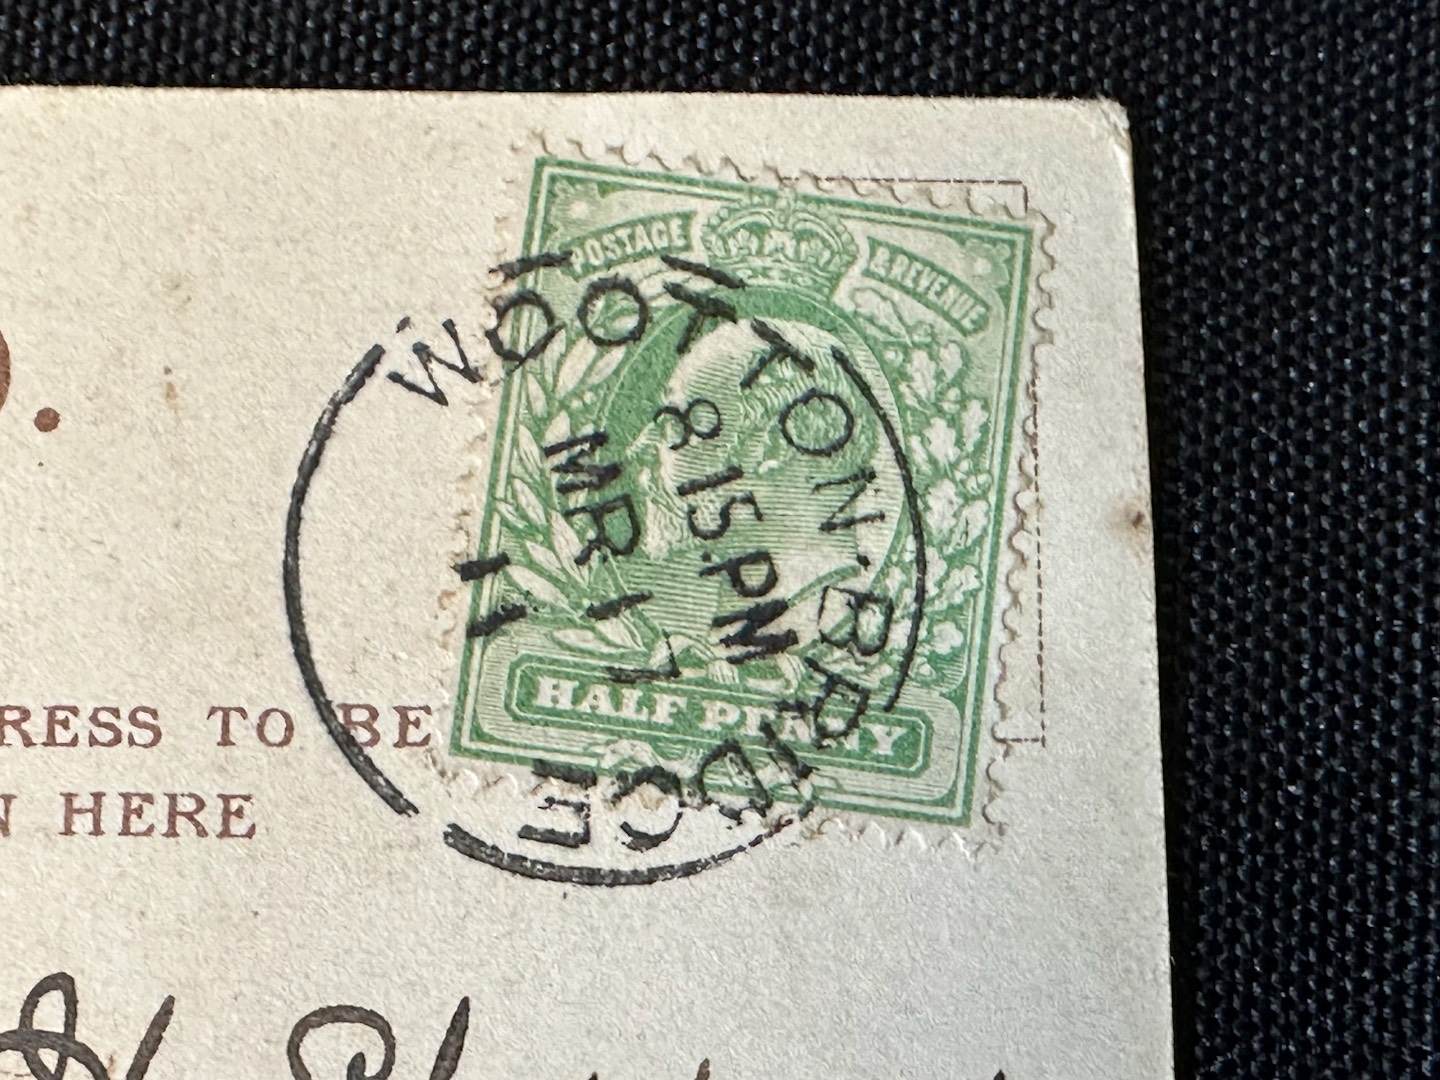 POSTAGE & REVENUE
WOOTTON.BRIDGE
8 15.PM
MR 17
11
HALF PENNY
RESS TO BE
N HERE